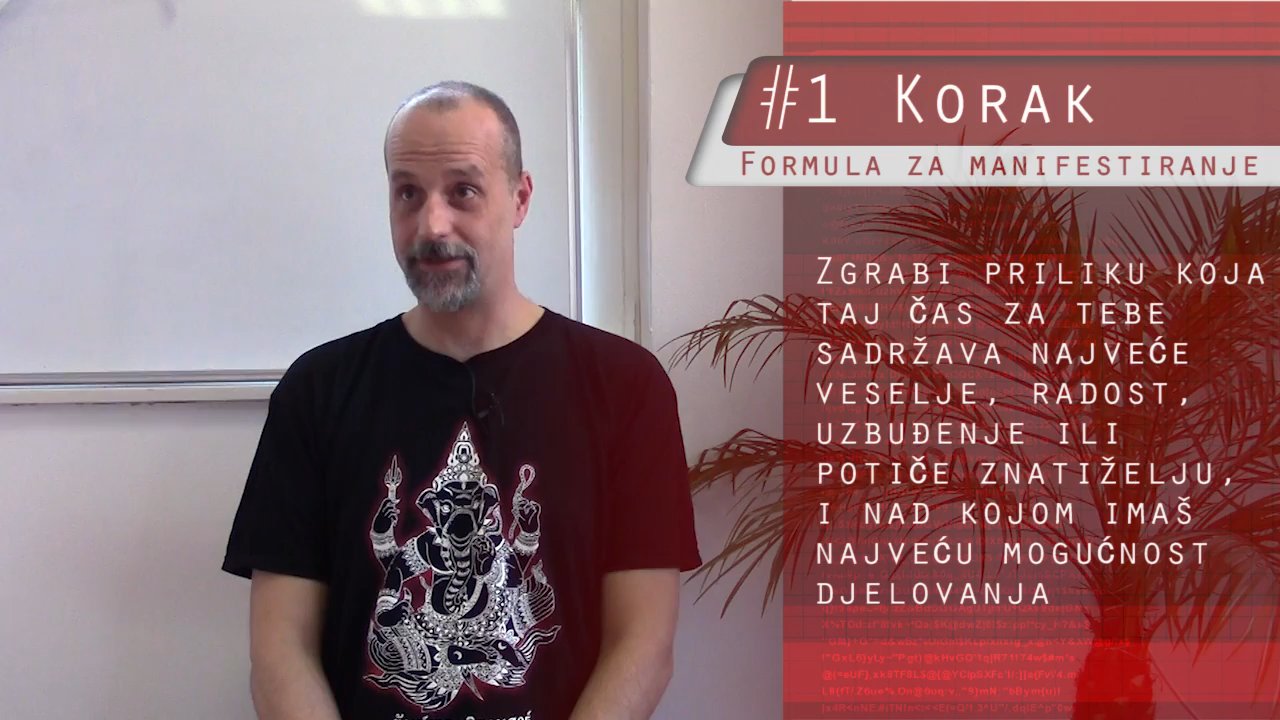 #1 Korak
Formula za manifestiranje
Zgrabi priliku koja
taj čas za tebe
sadržava najveće
veselje, radost,
uzbuđenje ili
potiče znatiželju,
i nad kojom imaš
najveću mogućnost
djelovanja